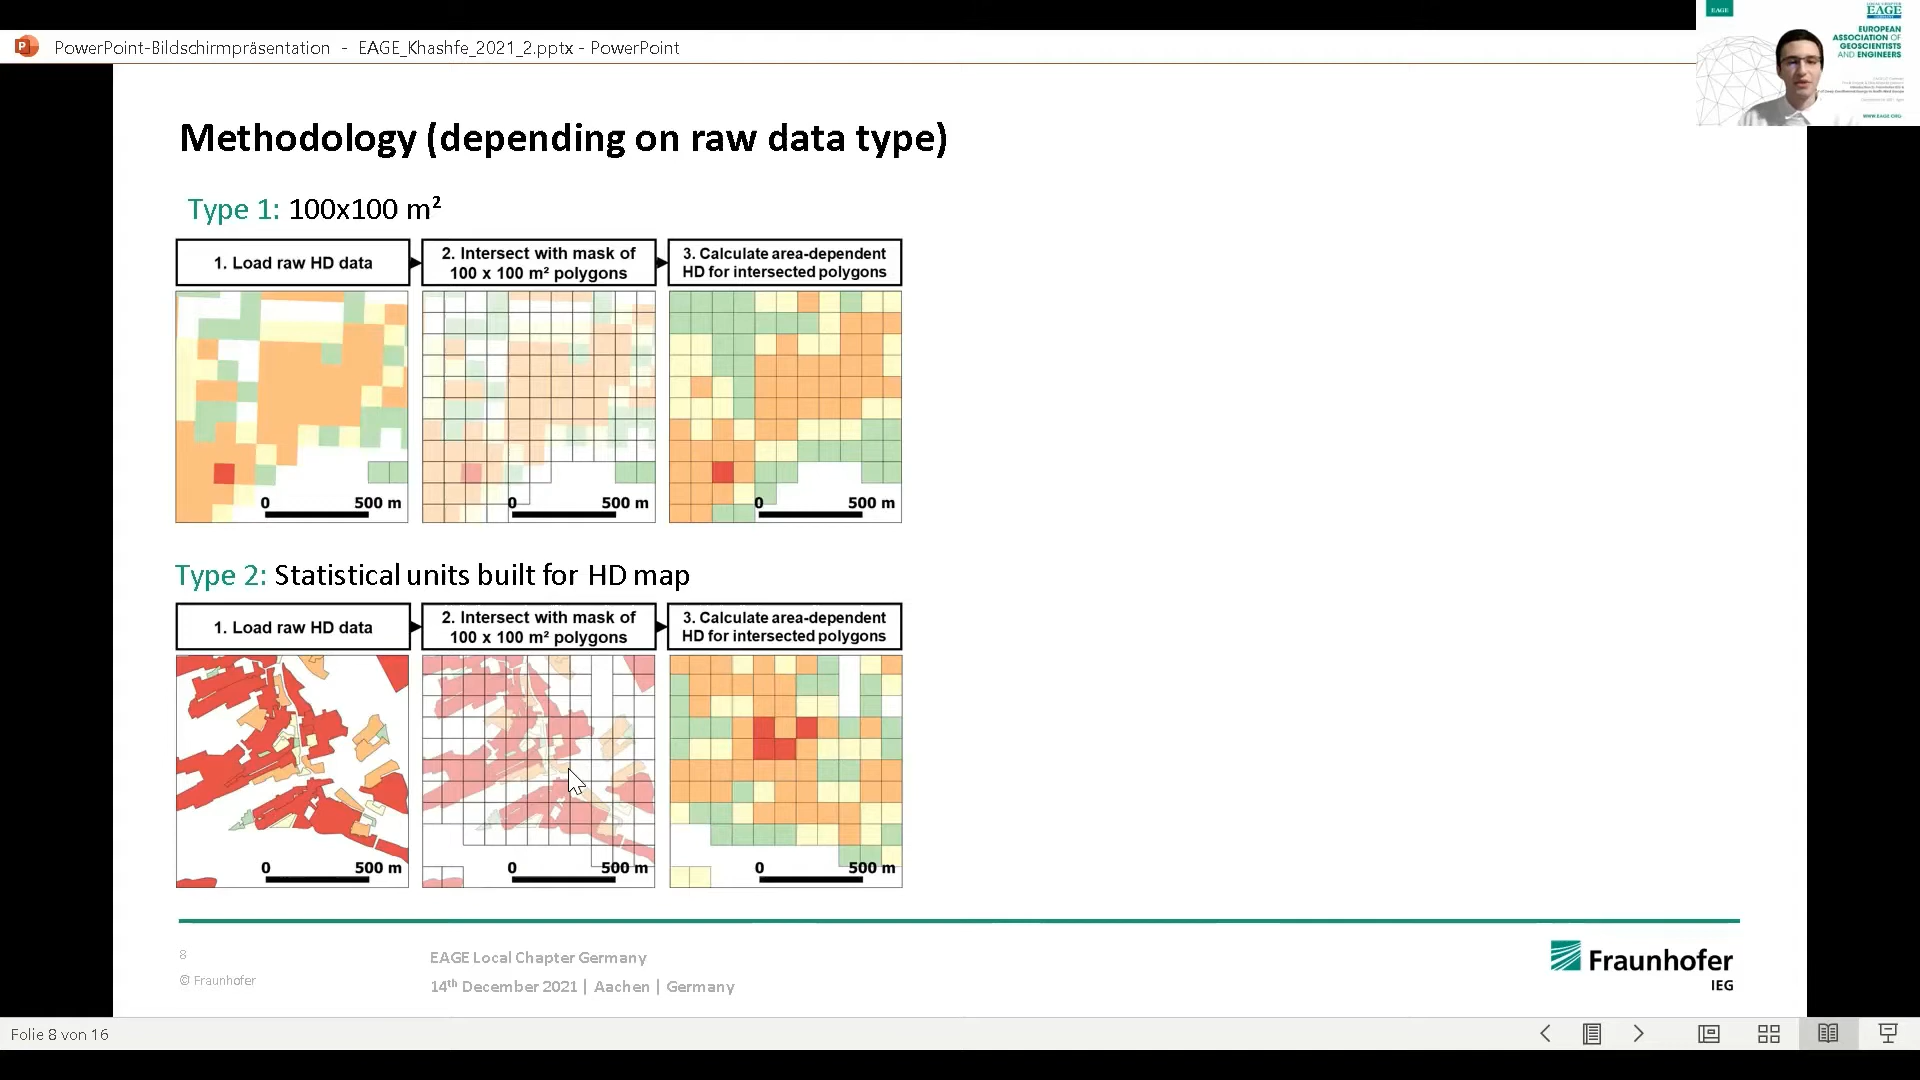 PowerPoint-Bildschirmpräsentation - EAGE_Khashfe_2021_2.pptx - PowerPoint
EAGE
EAGE
EUROPEAN
ASSOCIATION OF
GEOSCIENTISTS
AND ENGINEERS
WWW.EAGE.ORG
Methodology (depending on raw data type)
Type 1: 100x100 m²
1. Load raw HD data
2. Intersect with mask of
100 x 100 m² polygons
3. Calculate area-dependent
HD for intersected polygons
0 500 m
0 500 m
0 500 m
Type 2: Statistical units built for HD map
1. Load raw HD data
2. Intersect with mask of
100 x 100 m² polygons
3. Calculate area-dependent
HD for intersected polygons
0 500 m
0 500 m
0 500 m
8
© Fraunhofer
EAGE Local Chapter Germany
14th December 2021 | Aachen | Germany
Fraunhofer
IEG
Folie 8 von 16